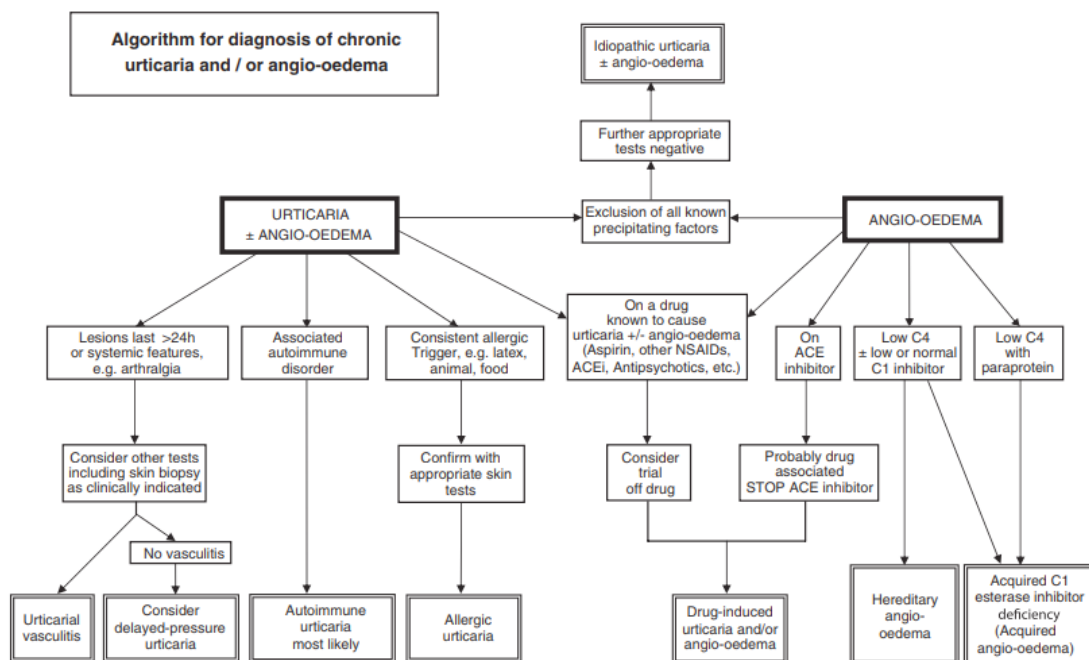 Algorithm for diagnosis of chronic
urticaria and / or angio-oedema
Idiopathic urticaria
± angio-oedema
Further appropriate
tests negative
URTICARIA
± ANGIO-OEDEMA
Exclusion of all known
precipitating factors
ANGIO-OEDEMA
Lesions last >24h
or systemic features,
e.g. arthralgia
Associated
autoimmune
disorder
Consistent allergic
Trigger, e.g. latex,
animal, food
On a drug
known to cause
urticaria +/- angio-oedema
(Aspirin, other NSAIDs,
ACEi, Antipsychotics, etc.)
On
ACE
inhibitor
Low C4
± low or normal
C1 inhibitor
Low C4
with
paraprotein
Consider other tests
including skin biopsy
as clinically indicated
Confirm with
appropriate skin
tests
Consider
trial
off drug
Probably drug
associated
STOP ACE inhibitor
No vasculitis
Urticarial
vasculitis
Consider
delayed-pressure
urticaria
Autoimmune
urticaria
most likely
Allergic
urticaria
Drug-induced
urticaria and/or
angio-oedema
Hereditary
angio-
oedema
Acquired C1
esterase inhibitor
deficiency
(Acquired
angio-oedema)